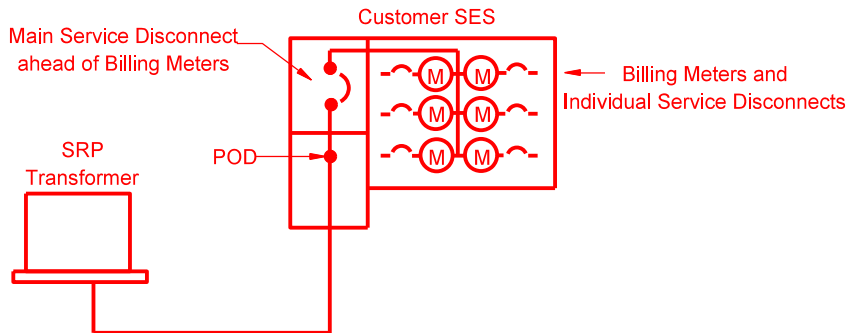 Customer SES
Main Service Disconnect
ahead of Billing Meters
M M
Billing Meters and
Individual Service Disconnects
M M
SRP
Transformer
POD
M M